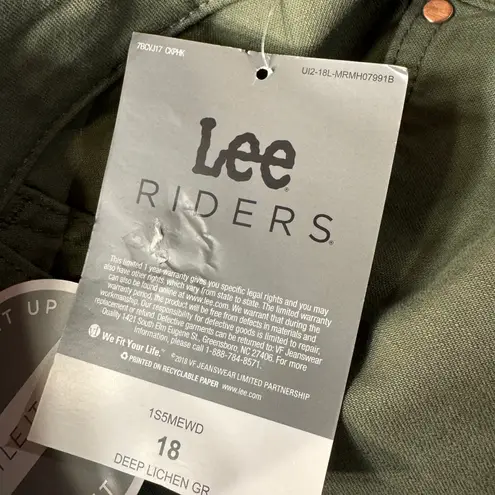 7BCVJ17 CKPHK
UI2-18L-MRMH07991B
Lee
RIDERS
This limited 1 year warranty gives you specific legal rights and you may
also have other rights, which vary from state to state. The limited warranty
can also be found online at www.lee.com. We warrant that during the
warranty period, the product will be free from defects in materials and
workmanship. Our responsibility for defective goods is limited to repair,
replacement or refund. Defective garments can be returned to: VF Jeanswear
Quality 1421 South Elm Eugene St., Greensboro, NC 27406. For more
information, please call 1-888-784-8571.
We Fit Your Life.™ ©2018 VF JEANSWEAR LIMITED PARTNERSHIP
PRINTED ON RECYCLABLE PAPER www.lee.com
1S5MEWD
18
DEEP LICHEN GR
UP